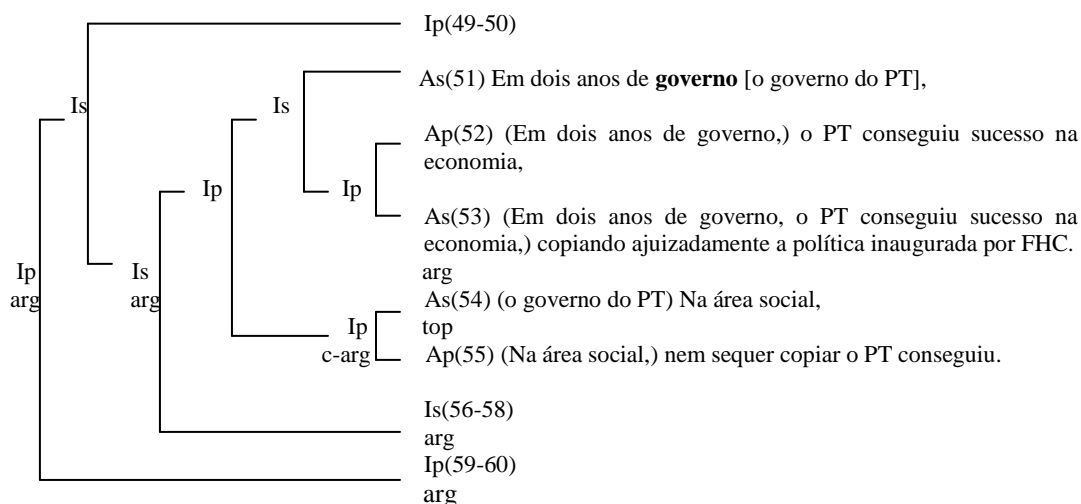 Ip(49-50)
As(51) Em dois anos de governo [o governo do PT],
Is
Is
Ap(52) (Em dois anos de governo,) o PT conseguiu sucesso na
economia,
Ip
Ip
As(53) (Em dois anos de governo, o PT conseguiu sucesso na
economia,) copiando ajuizadamente a política inaugurada por FHC.
arg
Ip
arg
Is
arg
As(54) (o governo do PT) Na área social,
top
Ip
c-arg
Ap(55) (Na área social,) nem sequer copiar o PT conseguiu.
Is(56-58)
arg
Ip(59-60)
arg